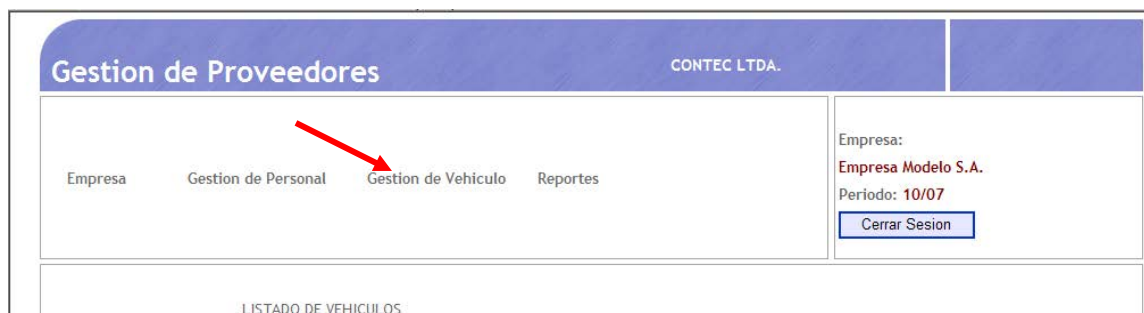 Gestion de Proveedores
CONTEC LTDA.
Empresa
Gestion de Personal
Gestion de Vehiculo
Reportes
Empresa:
Empresa Modelo S.A.
Periodo: 10/07
Cerrar Sesion
LISTADO DE VEHICULOS